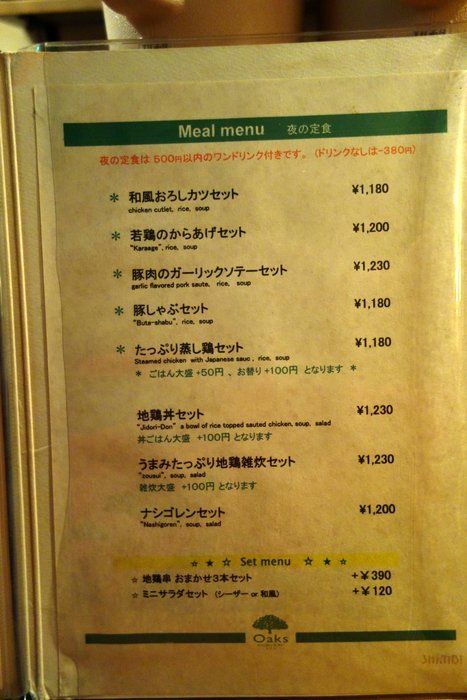 Meal menu 夜の定食
夜の定食は 500円以内のワンドリンク付きです。 (ドリンクなしは-380円)
* 和風おろしカツセット ¥1,180
chicken cutlet, rice, soup
* 若鶏のからあげセット ¥1,200
"Karaage", rice, soup
* 豚肉のガーリックソテーセット ¥1,230
garlic flavored pork saute, rice, soup
* 豚しゃぶセット ¥1,180
"Buta-shabu", rice, soup
* たっぷり蒸し鶏セット ¥1,180
Steamed chicken with Japanese sauc , rice, soup
* ごはん大盛 +50円 、お替り +100円 となります *
地鶏丼セット ¥1,230
"Jidori-Don" a bowl of rice topped sauted chicken, soup, salad
丼ごはん大盛 +100円 となります
うまみたっぷり地鶏雑炊セット ¥1,230
"zousui", soup, salad
雑炊大盛 +100円 となります
ナシゴレンセット ¥1,200
"Nashigoren", soup, salad
☆ ★ ☆ Set menu ☆ ★ ☆
☆ 地鶏串 おまかせ3本セット +¥390
☆ ミニサラダセット (シーザー or 和風) +¥120
Oaks